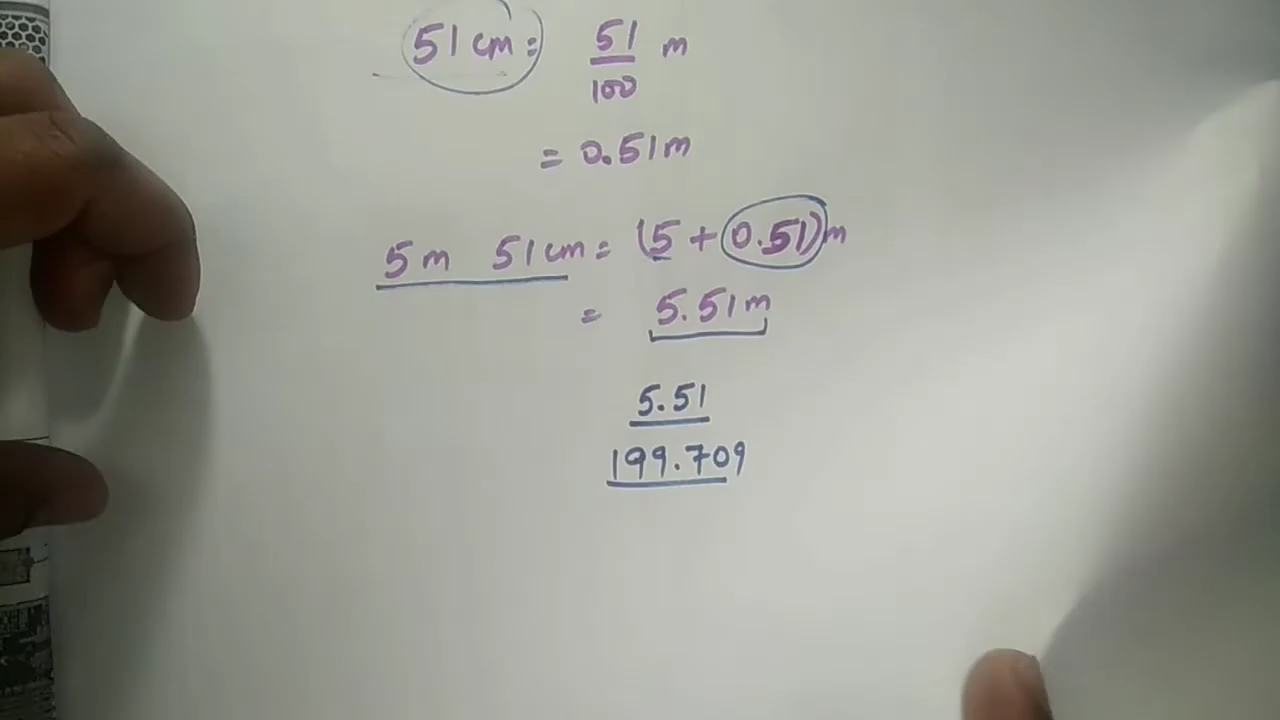 51 cm = 51/100 m
= 0.51 m
5 m 51 cm = (5 + 0.51) m
= 5.51 m
5.51
199.709